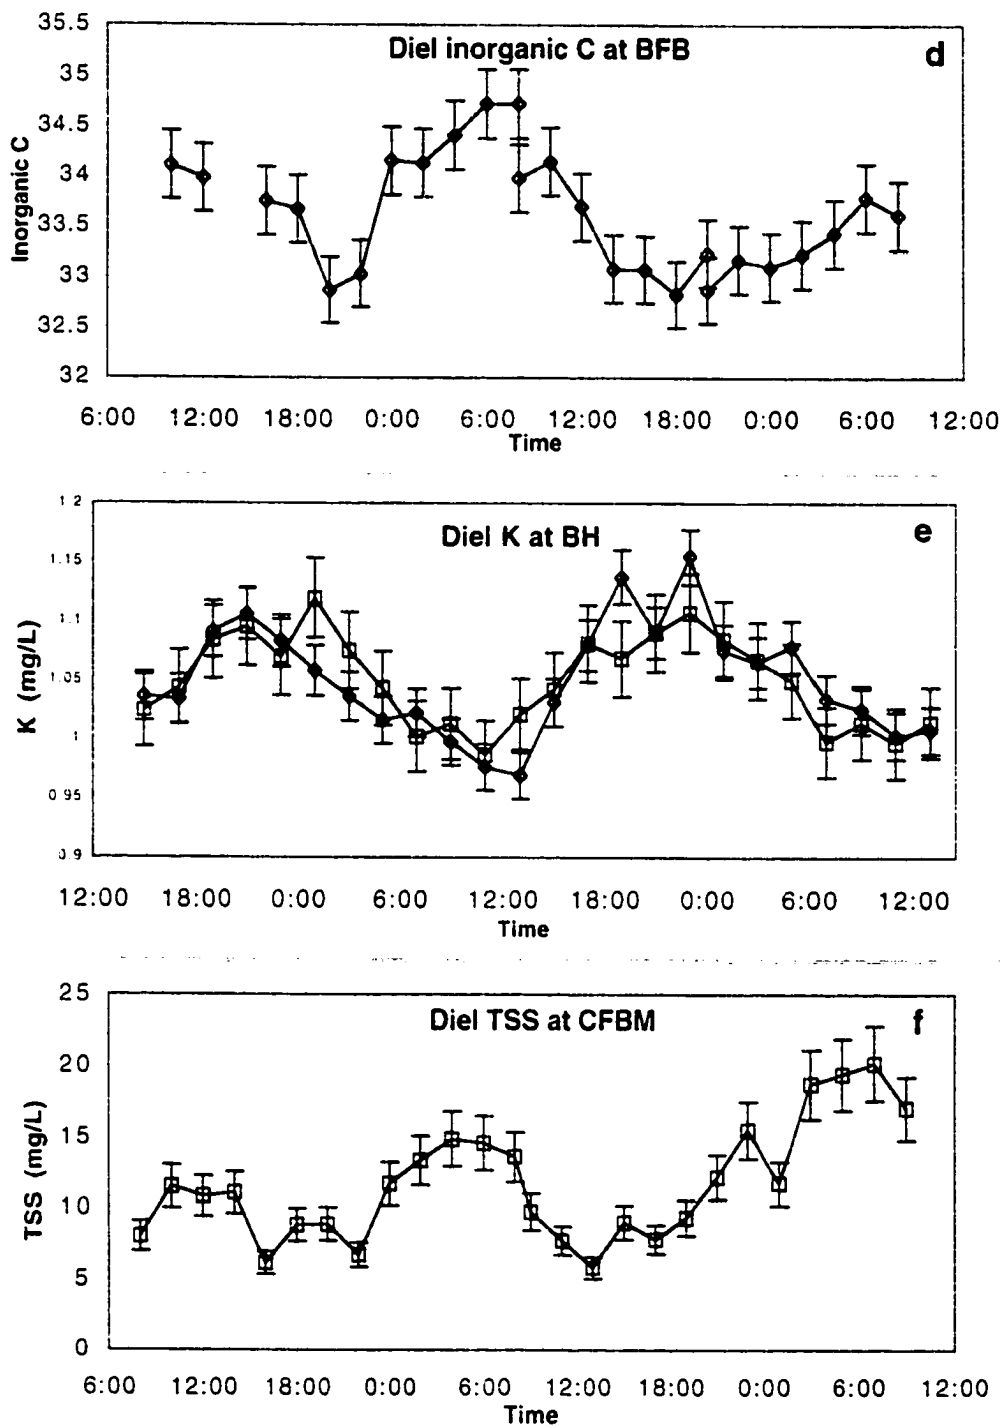 35.5
Diel inorganic C at BFB d
35
34.5
34
33.5
33
32.5
32
Inorganic C
6:00 12:00 18:00 0:00 6:00 12:00 18:00 0:00 6:00 12:00
Time
1.2
Diel K at BH e
1.15
1.1
1.05
1
0.95
0.9
K (mg/L)
12:00 18:00 0:00 6:00 12:00 18:00 0:00 6:00 12:00
Time
25
Diel TSS at CFBM f
20
15
10
5
0
TSS (mg/L)
6:00 12:00 18:00 0:00 6:00 12:00 18:00 0:00 6:00 12:00
Time